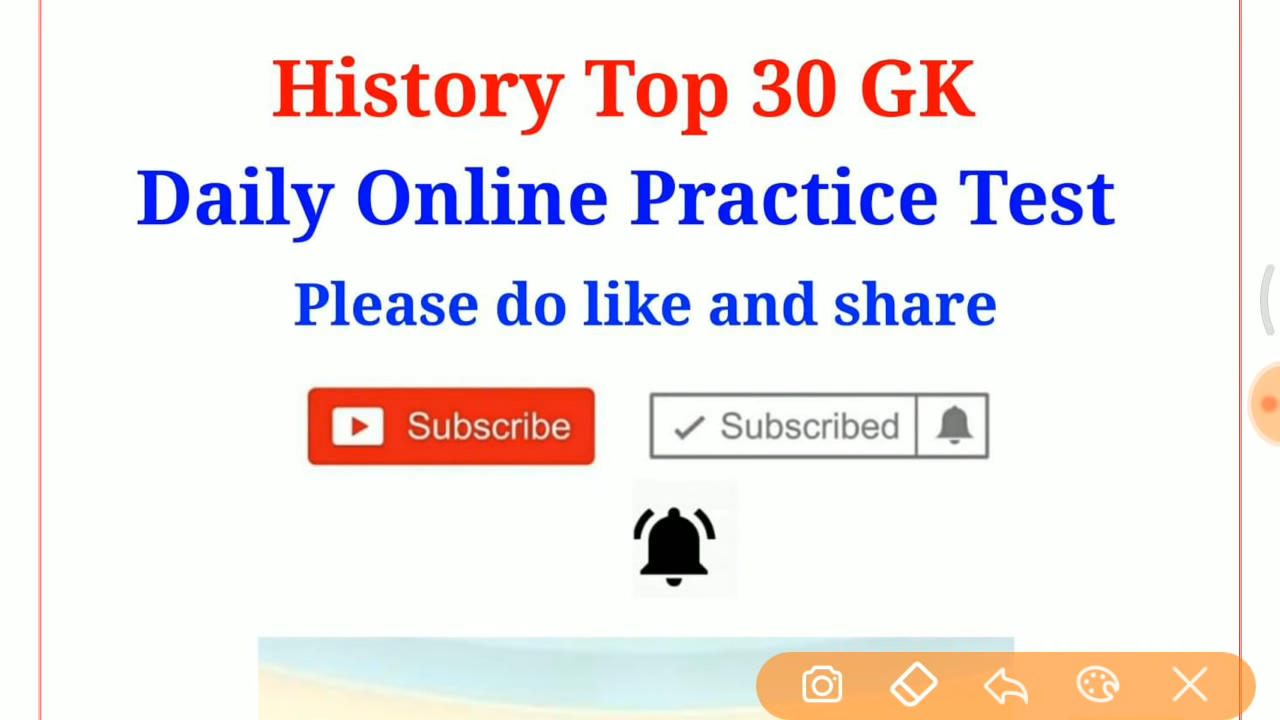 History Top 30 GK
Daily Online Practice Test
Please do like and share
Subscribe
Subscribed